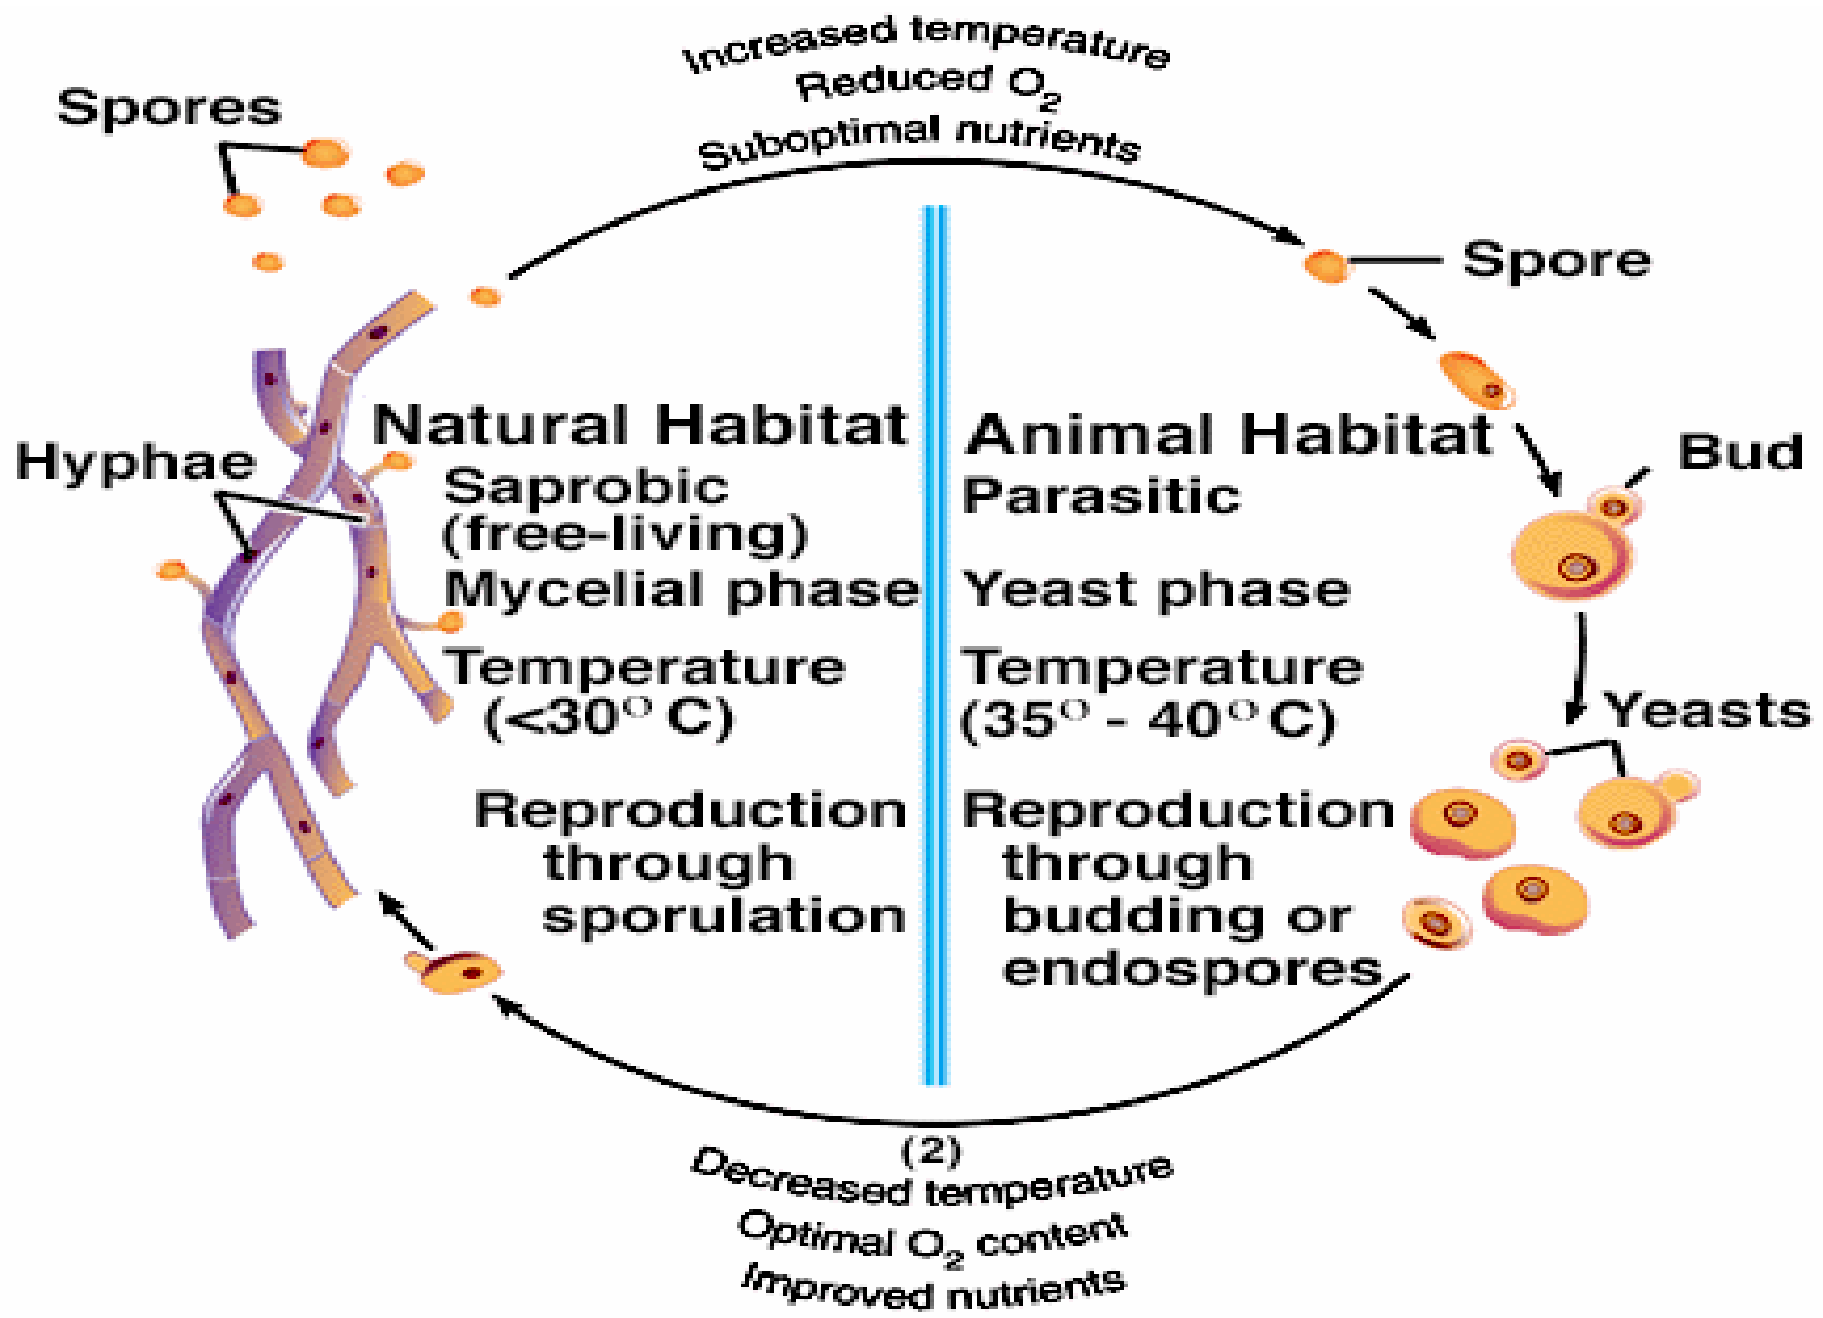 Increased temperature
Reduced O₂
Suboptimal nutrients
Spores
Spore
Hyphae
Natural Habitat
Saprobic
(free-living)
Mycelial phase
Temperature
(<30° C)
Reproduction
through
sporulation
Animal Habitat
Parasitic
Yeast phase
Temperature
(35° - 40° C)
Reproduction
through
budding or
endospores
Bud
Yeasts
(2)
Decreased temperature
Optimal O₂ content
Improved nutrients